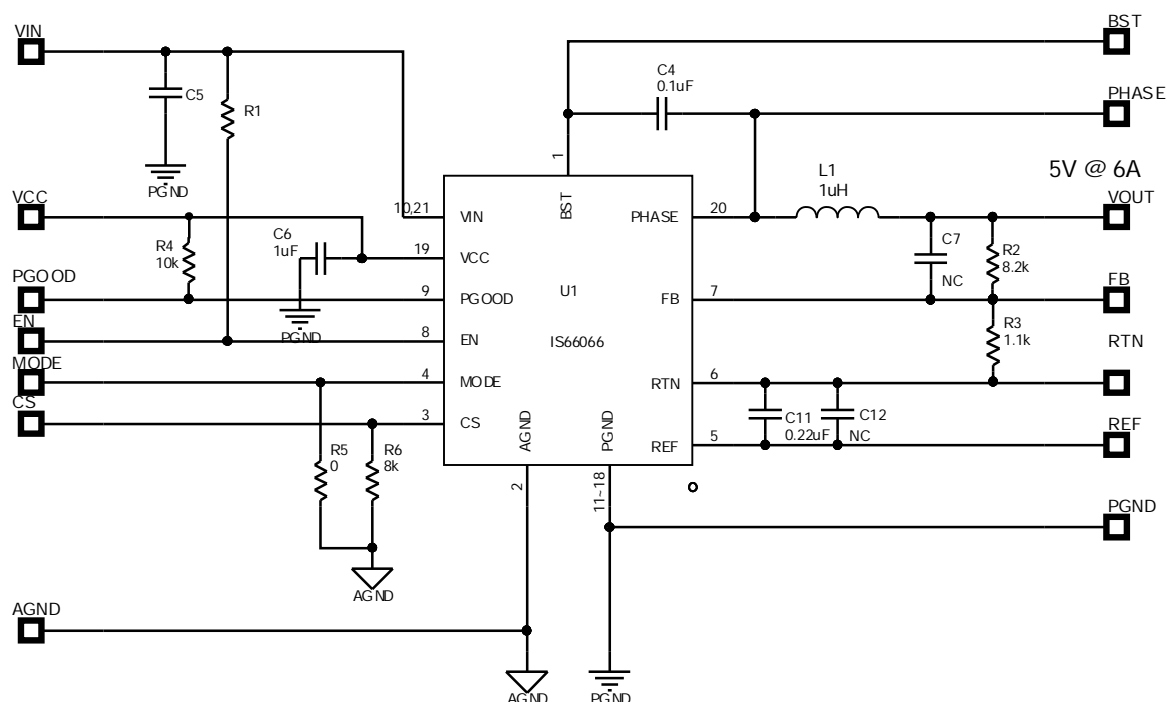 VIN
BST
C4
0.1uF
PHASE
C5
R1
PGND
1
5V @ 6A
L1
1uH
VCC
VOUT
10,21
VIN
BST
PHASE
20
R4
10k
C6
1uF
19
VCC
C7
NC
R2
8.2k
PGOOD
9
PGOOD
U1
FB
7
FB
EN
PGND
8
EN
IS66066
R3
1.1k
RTN
MODE
4
MODE
RTN
6
CS
3
CS
AGND
PGND
C11
0.22uF
C12
NC
REF
REF
5
R5
0
R6
8k
2
11~18
PGND
AGND
AGND
AGND
PGND